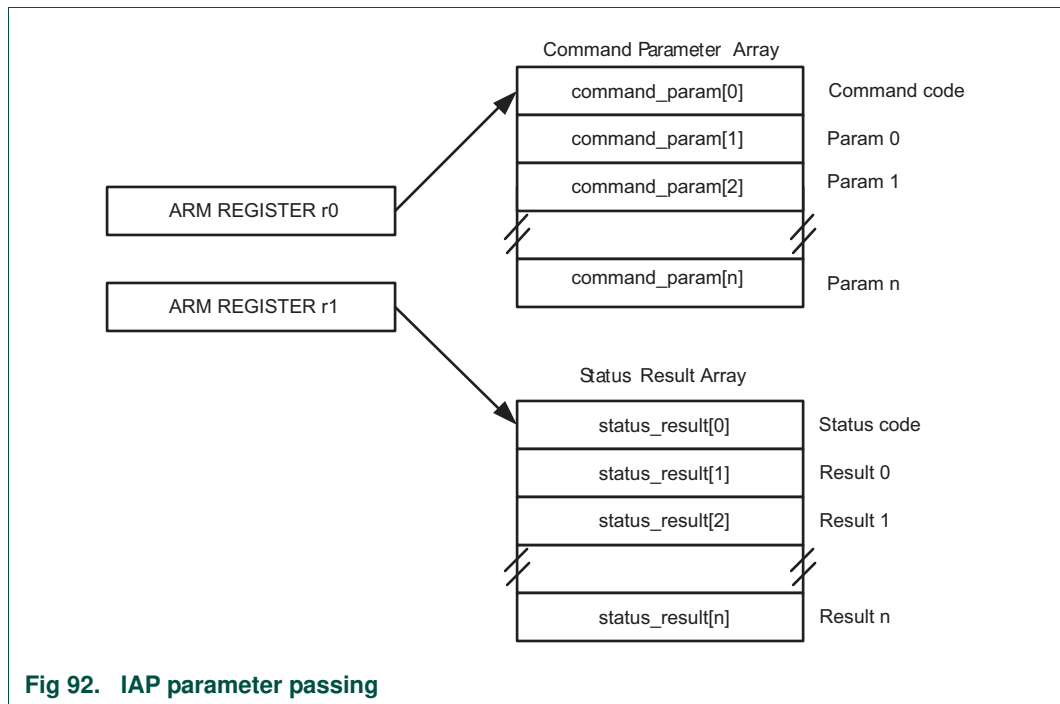 Command Parameter Array
command_param[0] Command code
command_param[1] Param 0
command_param[2] Param 1
ARM REGISTER r0
command_param[n] Param n
ARM REGISTER r1
Status Result Array
status_result[0] Status code
status_result[1] Result 0
status_result[2] Result 1
status_result[n] Result n
Fig 92. IAP parameter passing